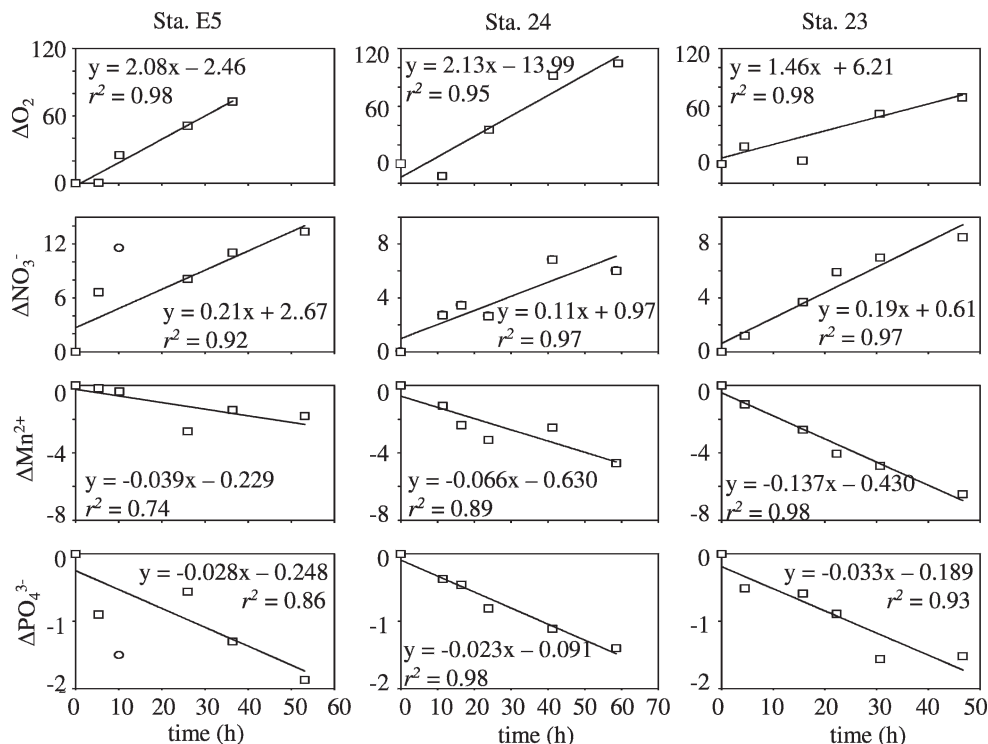 Sta. E5 Sta. 24 Sta. 23
120 120 120
y = 2.08x – 2.46 y = 2.13x – 13.99 y = 1.46x + 6.21
r² = 0.98 r² = 0.95 r² = 0.98
ΔO₂
60 60 60
0 0 0
12 8 8
ΔNO₃⁻
6 4 4
y = 0.21x + 2..67 y = 0.11x + 0.97 y = 0.19x + 0.61
r² = 0.92 r² = 0.97 r² = 0.97
0 0 0
0 0 0
ΔMn²⁺
-4 -4 -4
y = -0.039x – 0.229 y = -0.066x – 0.630 y = -0.137x – 0.430
r² = 0.74 r² = 0.89 r² = 0.98
-8 -8 -8
0 0 0
y = -0.028x – 0.248 y = -0.033x – 0.189
r² = 0.86 r² = 0.93
ΔPO₄³⁻
-1 -1 -1
y = -0.023x – 0.091
r² = 0.98
-2 -2 -2
0 10 20 30 40 50 60 0 10 20 30 40 50 60 70 0 10 20 30 40 50
time (h) time (h) time (h)